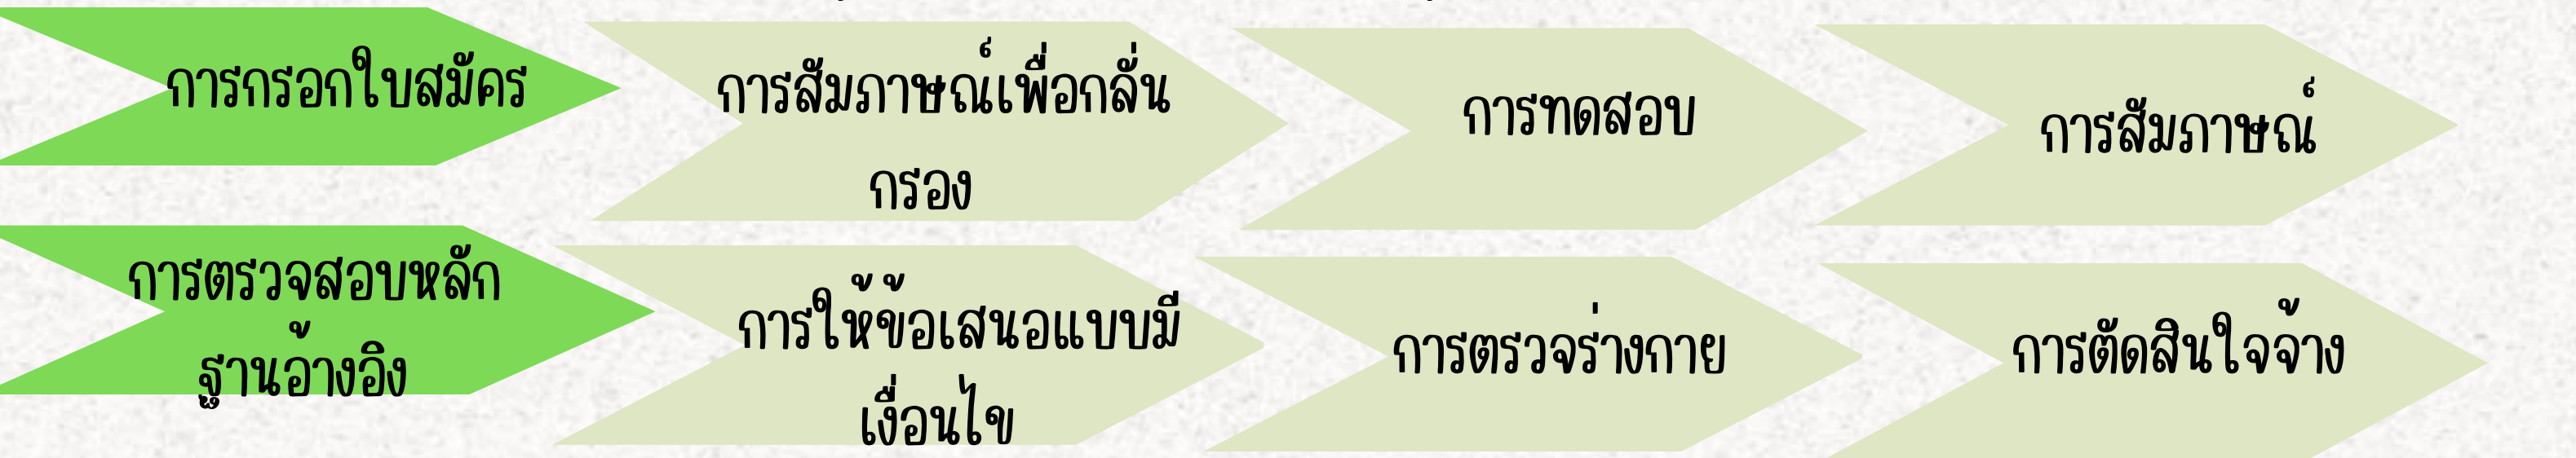 การกรอกใบสมัคร
การสัมภาษณ์เพื่อกลั่น
กรอง
การทดสอบ
การสัมภาษณ์
การตรวจสอบหลัก
ฐานอ้างอิง
การให้ข้อเสนอแบบมี
เงื่อนไข
การตรวจร่างกาย
การตัดสินใจจ้าง